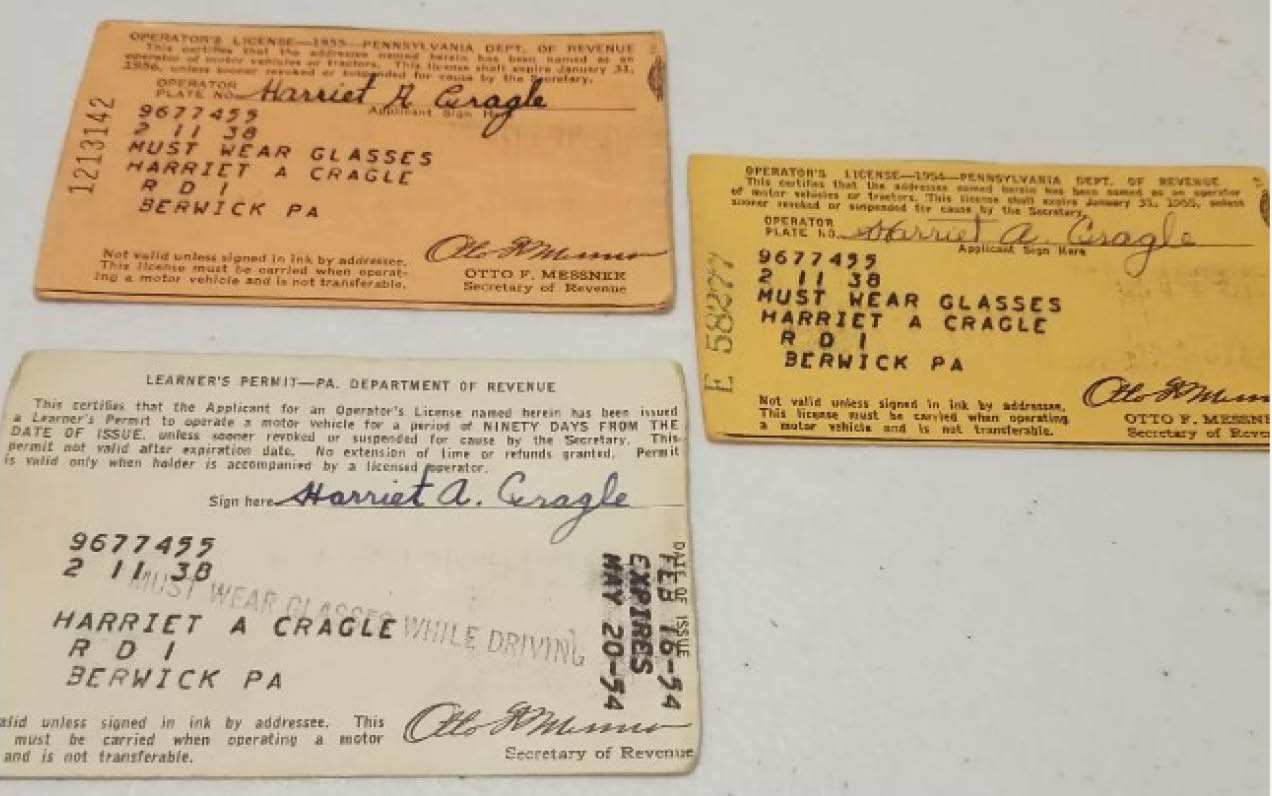 OPERATOR'S LICENSE—1955—PENNSYLVANIA DEPT. OF REVENUE
This certifies that the addressee named herein has been named as an
operator of motor vehicles or tractors. This license shall expire January 31,
1956, unless sooner revoked or suspended for cause by the Secretary.
OPERATOR
PLATE NO. Harriet A Cragle
Applicant Sign Here
1213142
9677455
2 11 38
MUST WEAR GLASSES
HARRIET A CRAGLE
R D 1
BERWICK PA
Not valid unless signed in ink by addressee.
This license must be carried when operat-
ing a motor vehicle and is not transferable.
OTTO F. MESSNER
Secretary of Revenue
OPERATOR'S LICENSE—1954—PENNSYLVANIA DEPT. OF REVENUE
This certifies that the addressee named herein has been named as an operator
of motor vehicles or tractors. This license shall expire January 31, 1955, unless
sooner revoked or suspended for cause by the Secretary.
OPERATOR
PLATE NO. Harriet A. Cragle
Applicant Sign Here
E 58277
9677455
2 11 38
MUST WEAR GLASSES
HARRIET A CRAGLE
R D 1
BERWICK PA
Not valid unless signed in ink by addressee.
This license must be carried when operating
a motor vehicle and is not transferable.
OTTO F. MESSNE
Secretary of Reven
LEARNER'S PERMIT—PA. DEPARTMENT OF REVENUE
This certifies that the Applicant for an Operator's License named herein has been issued
a Learner's Permit to operate a motor vehicle for a period of NINETY DAYS FROM THE
DATE OF ISSUE, unless sooner revoked or suspended for cause by the Secretary. This
permit not valid after expiration date. No extension of time or refunds granted. Permit
is valid only when holder is accompanied by a licensed operator.
Sign here Harriet A. Cragle
9677455
2 11 38
MUST WEAR GLASSES WHILE DRIVING
HARRIET A CRAGLE
R D 1
BERWICK PA
DATE OF ISSUE
FEB 16-54
EXPIRES
MAY 20-54
alid unless signed in ink by addressee. This
must be carried when operating a motor
and is not transferable.
Secretary of Revenue